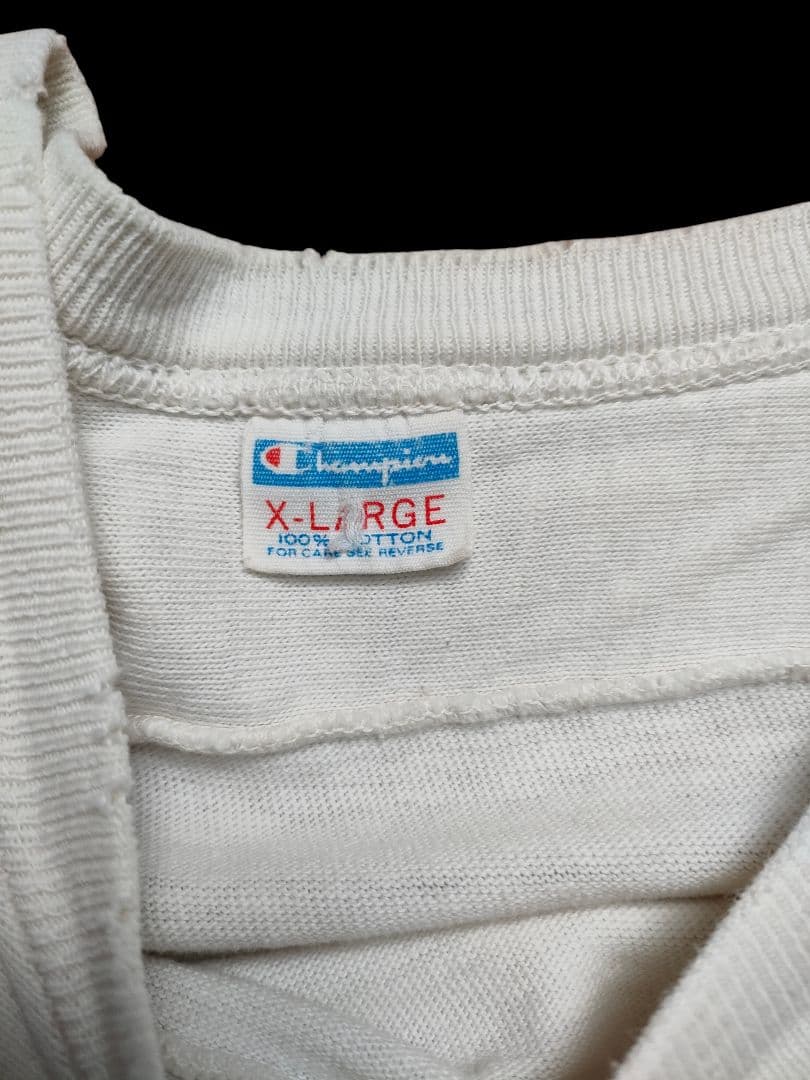 Champion
X-LARGE
100% COTTON
FOR CARE SEE REVERSE